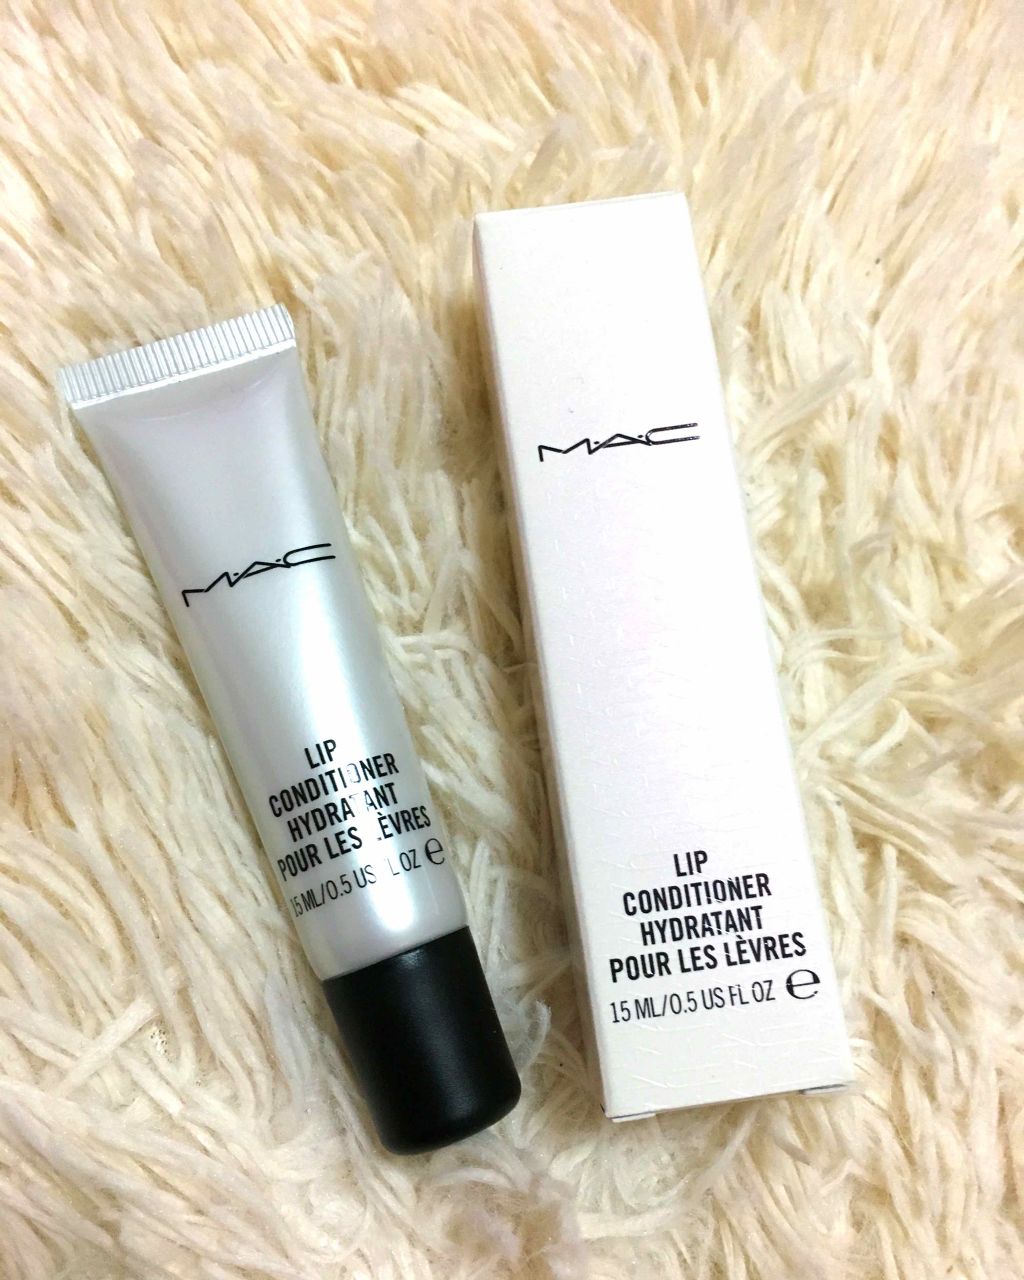 M·A·C
LIP
CONDITIONER
HYDRATANT
POUR LES LÈVRES
15 ML/0.5 US FL OZ e
M·A·C
LIP
CONDITIONER
HYDRATANT
POUR LES LÈVRES
15 ML/0.5 US FL OZ e